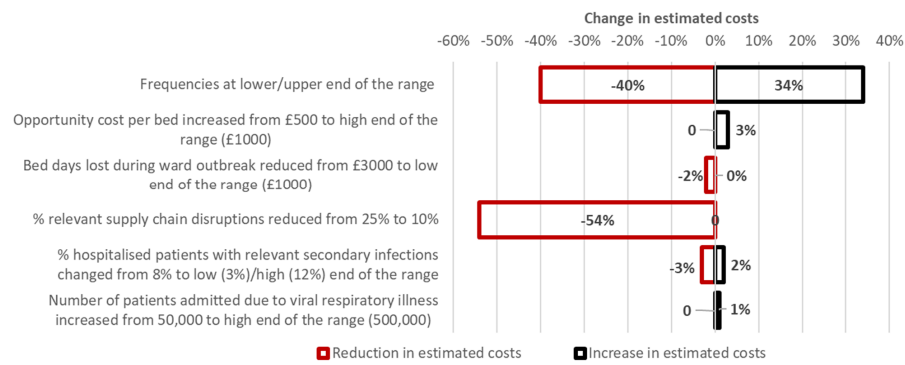 Change in estimated costs
-60% -50% -40% -30% -20% -10% 0% 10% 20% 30% 40%
Frequencies at lower/upper end of the range
-40% 34%
Opportunity cost per bed increased from £500 to high end of the
range (£1000)
0 3%
Bed days lost during ward outbreak reduced from £3000 to low
end of the range (£1000)
-2% 0%
% relevant supply chain disruptions reduced from 25% to 10%
-54% 0
% hospitalised patients with relevant secondary infections
changed from 8% to low (3%)/high (12%) end of the range
-3% 2%
Number of patients admitted due to viral respiratory illness
increased from 50,000 to high end of the range (500,000)
0 1%
Reduction in estimated costs Increase in estimated costs